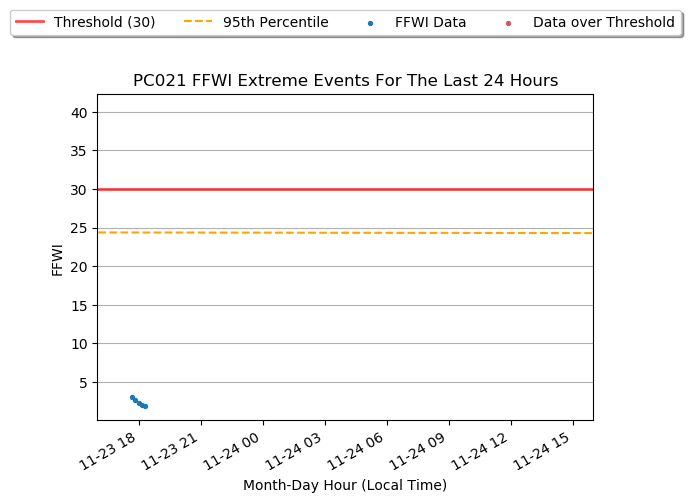 Threshold (30) 95th Percentile FFWI Data Data over Threshold
PC021 FFWI Extreme Events For The Last 24 Hours
40
35
30
25
20
15
10
5
FFWI
11-23 18 11-23 21 11-24 00 11-24 03 11-24 06 11-24 09 11-24 12 11-24 15
Month-Day Hour (Local Time)